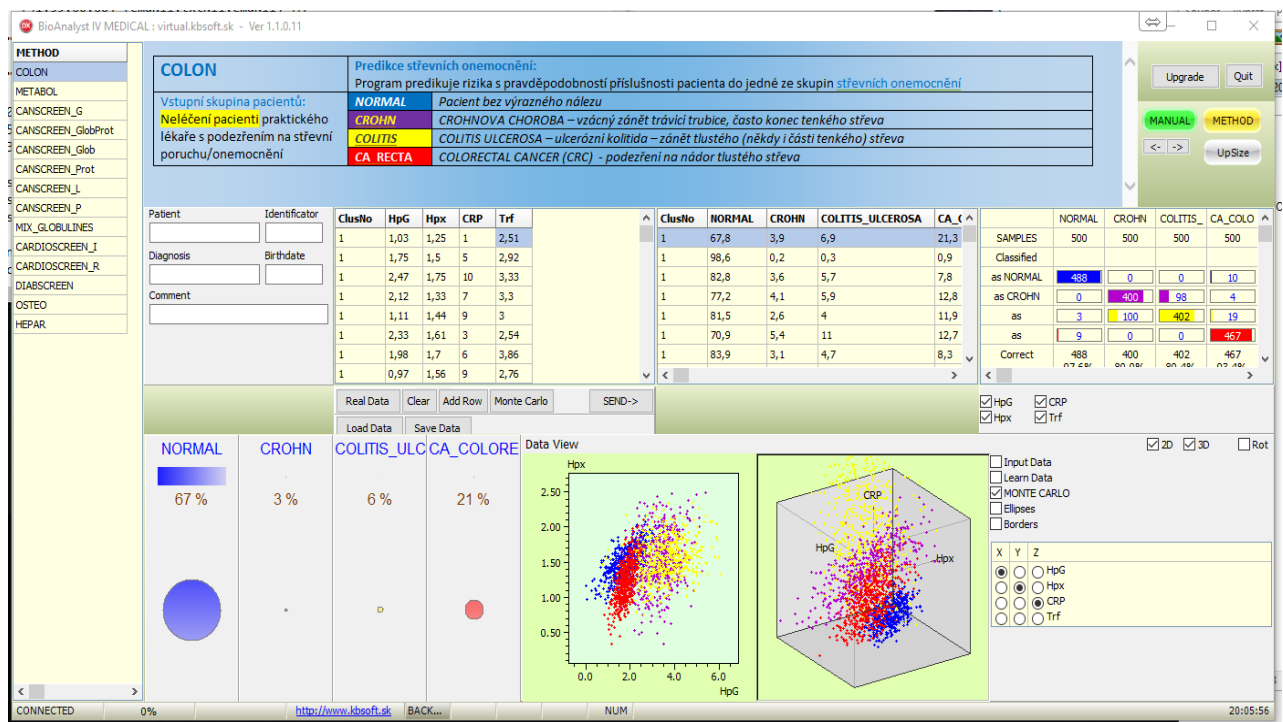 BioAnalyst IV MEDICAL : virtual.kbsoft.sk - Ver 1.1.0.11
METHOD
COLON
METABOL
CANSCREEN_G
CANSCREEN_GlobProt
CANSCREEN_Glob
CANSCREEN_Prot
CANSCREEN_L
CANSCREEN_P
MIX_GLOBULINES
CARDIOSCREEN_I
CARDIOSCREEN_R
DIABSCREEN
OSTEO
HEPAR
COLON
Vstupní skupina pacientů:
Neléčení pacienti praktického
lékaře s podezřením na střevní
poruchu/onemocnění
Predikce střevních onemocnění:
Program predikuje rizika s pravděpodobností příslušnosti pacienta do jedné ze skupin střevních onemocnění
NORMAL Pacient bez výrazného nálezu
CROHN CROHNOVA CHOROBA – vzácný zánět trávicí trubice, často konec tenkého střeva
COLITIS COLITIS ULCEROSA – ulcerózní kolitida – zánět tlustého (někdy i části tenkého) střeva
CA RECTA COLORECTAL CANCER (CRC) - podezření na nádor tlustého střeva
Upgrade Quit
MANUAL METHOD
<- -> UpSize
Patient Identificator
Diagnosis Birthdate
Comment
ClusNo HpG Hpx CRP Trf
1 1,03 1,25 1 2,51
1 1,75 1,5 5 2,92
1 2,47 1,75 10 3,33
1 2,12 1,33 7 3,3
1 1,11 1,44 9 3
1 2,33 1,61 3 2,54
1 1,98 1,7 6 3,86
1 0,97 1,56 9 2,76
ClusNo NORMAL CROHN COLITIS_ULCEROSA CA_
1 67,8 3,9 6,9 21,3
1 98,6 0,2 0,3 0,9
1 82,8 3,6 5,7 7,8
1 77,2 4,1 5,9 12,8
1 81,5 2,6 4 11,9
1 70,9 5,4 11 12,7
1 83,9 3,1 4,7 8,3
NORMAL CROHN COLITIS_ CA_COLO
SAMPLES 500 500 500 500
Classified
as NORMAL 488 0 0 10
as CROHN 0 400 98 4
as 3 100 402 19
as 9 0 0 467
Correct 488 400 402 467
Real Data Clear Add Row Monte Carlo SEND->
Load Data Save Data
HpG CRP
Hpx Trf
NORMAL CROHN COLITIS_ULC CA_COLORE
67 % 3 % 6 % 21 %
Data View
2D 3D Rot
Hpx
2.50
2.00
1.50
1.00
0.50
0.0 2.0 4.0 6.0
HpG
CRP
HpG
Hpx
Input Data
Learn Data
MONTE CARLO
Ellipses
Borders
X Y Z
HpG
Hpx
CRP
Trf
CONNECTED 0% http://www.kbsoft.sk BACK... NUM 20:05:56